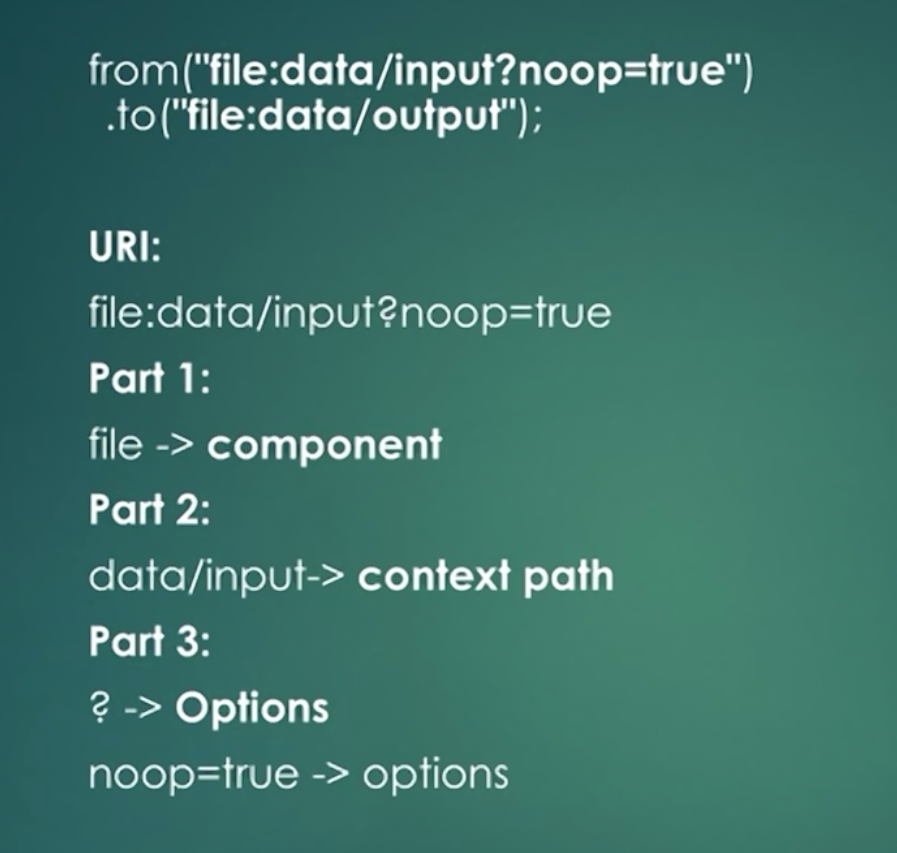 from("file:data/input?noop=true")
.to("file:data/output");
URI:
file:data/input?noop=true
Part 1:
file -> component
Part 2:
data/input-> context path
Part 3:
? -> Options
noop=true -> options